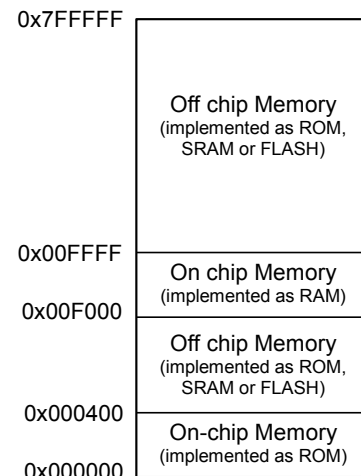 0x7FFFFF
Off chip Memory
(implemented as ROM,
SRAM or FLASH)
0x00FFFF
On chip Memory
(implemented as RAM)
0x00F000
Off chip Memory
(implemented as ROM,
SRAM or FLASH)
0x000400
On-chip Memory
(implemented as ROM)
0x000000